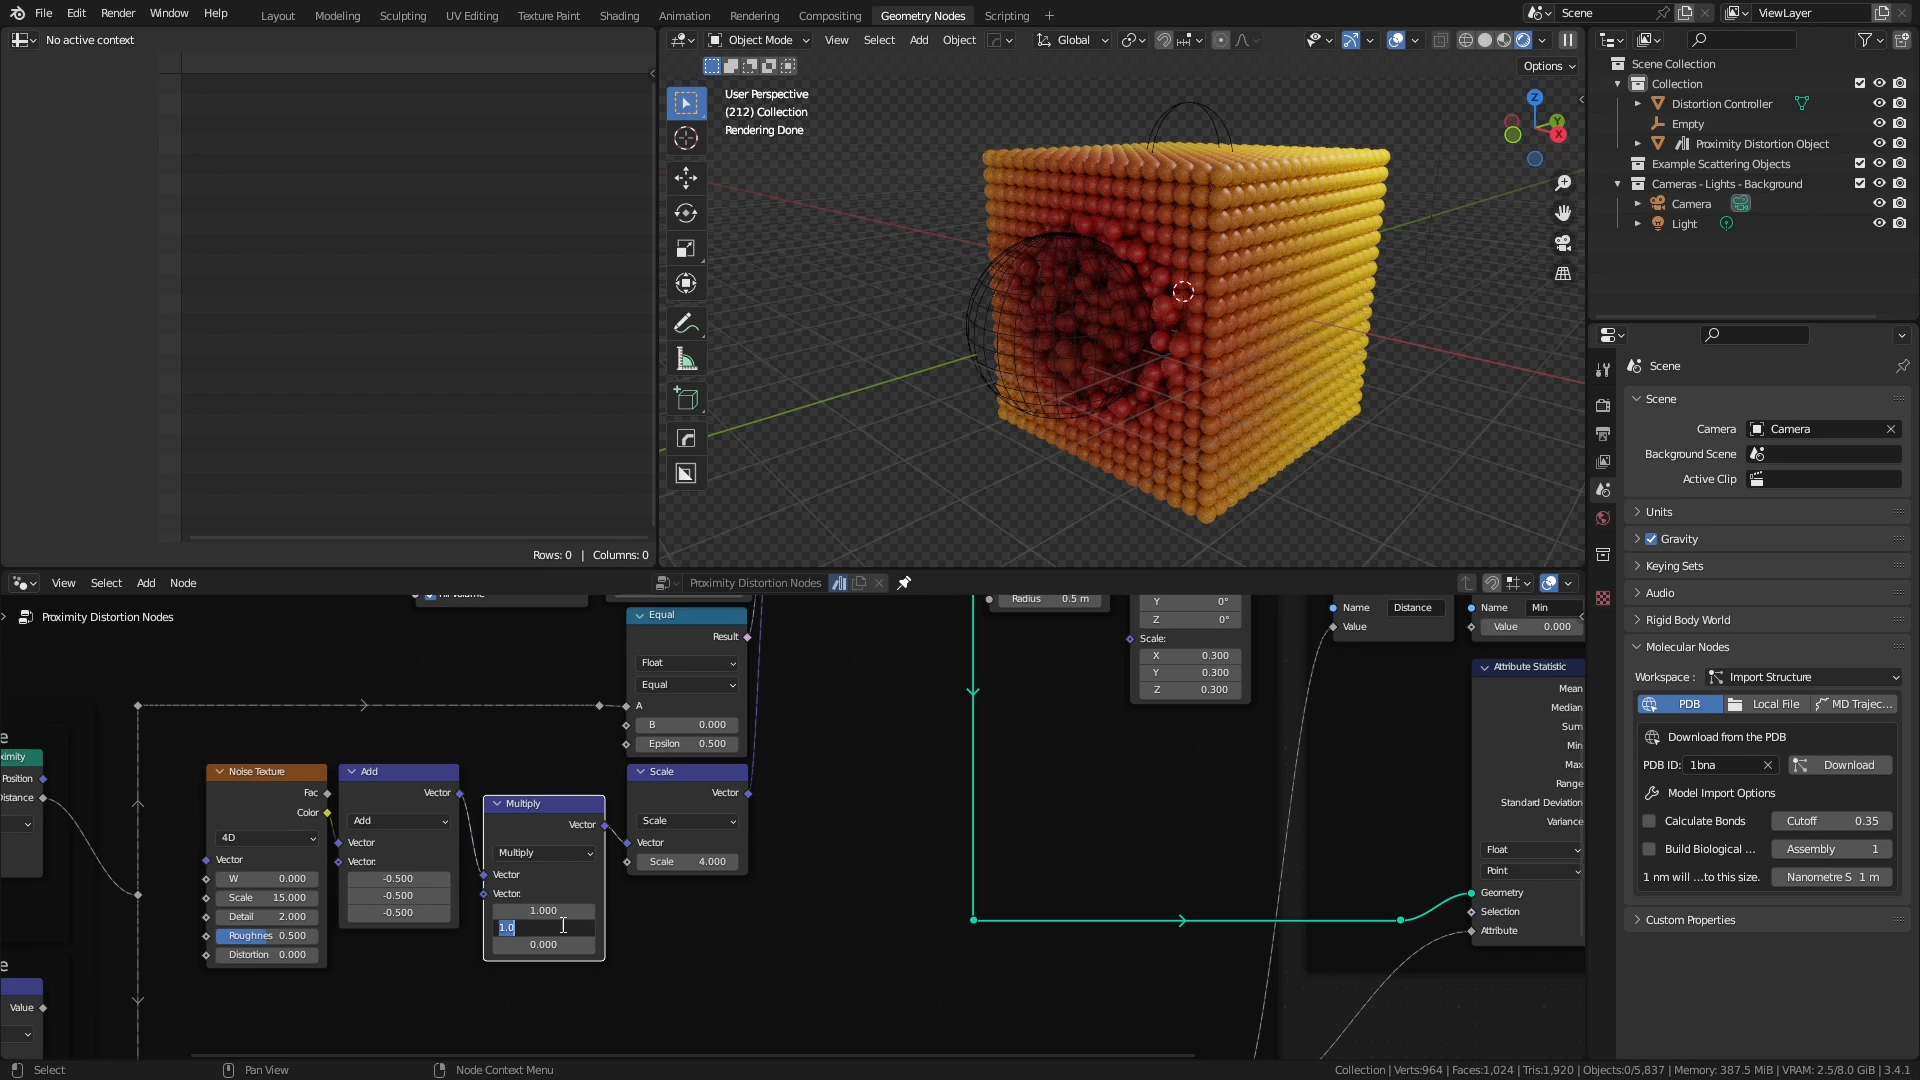 File Edit Render Window Help
Layout Modeling Sculpting UV Editing Texture Paint Shading Animation Rendering Compositing Geometry Nodes Scripting +
Scene
ViewLayer
No active context
Rows: 0 | Columns: 0
Object Mode View Select Add Object
Global
Options
User Perspective
(212) Collection
Rendering Done
Z
Y
X
Scene Collection
Collection
Distortion Controller
Empty
Proximity Distortion Object
Example Scattering Objects
Cameras - Lights - Background
Camera
Light
Scene
Scene
Camera Camera
Background Scene
Active Clip
Units
Gravity
Keying Sets
Audio
Rigid Body World
Molecular Nodes
Workspace : Import Structure
PDB Local File MD Trajec...
Download from the PDB
PDB ID: 1bna Download
Model Import Options
Calculate Bonds Cutoff 0.35
Build Biological ... Assembly 1
1 nm will ...to this size. Nanometre S 1 m
Custom Properties
View Select Add Node
Proximity Distortion Nodes
Proximity Distortion Nodes
Position
Value
Noise Texture
Fac
Color
4D
Vector
W 0.000
Scale 15.000
Detail 2.000
Roughnes 0.500
Distortion 0.000
Add
Vector
Add
Vector
Vector:
-0.500
-0.500
-0.500
Multiply
Vector
Multiply
Vector
Vector:
1.000
1.0
0.000
Equal
Result
Float
Equal
A
B 0.000
Epsilon 0.500
Scale
Vector
Scale
Vector
Scale 4.000
Radius 0.5 m
Y 0°
Z 0°
Scale:
X 0.300
Y 0.300
Z 0.300
Name Distance
Value
Name Min
Value 0.000
Attribute Statistic
Mean
Median
Sum
Min
Max
Range
Standard Deviation
Variance
Float
Point
Geometry
Selection
Attribute
Select Pan View Node Context Menu
Collection | Verts:964 | Faces:1,024 | Tris:1,920 | Objects:0/5,837 | Memory: 387.5 MiB | VRAM: 2.5/8.0 GiB | 3.4.1